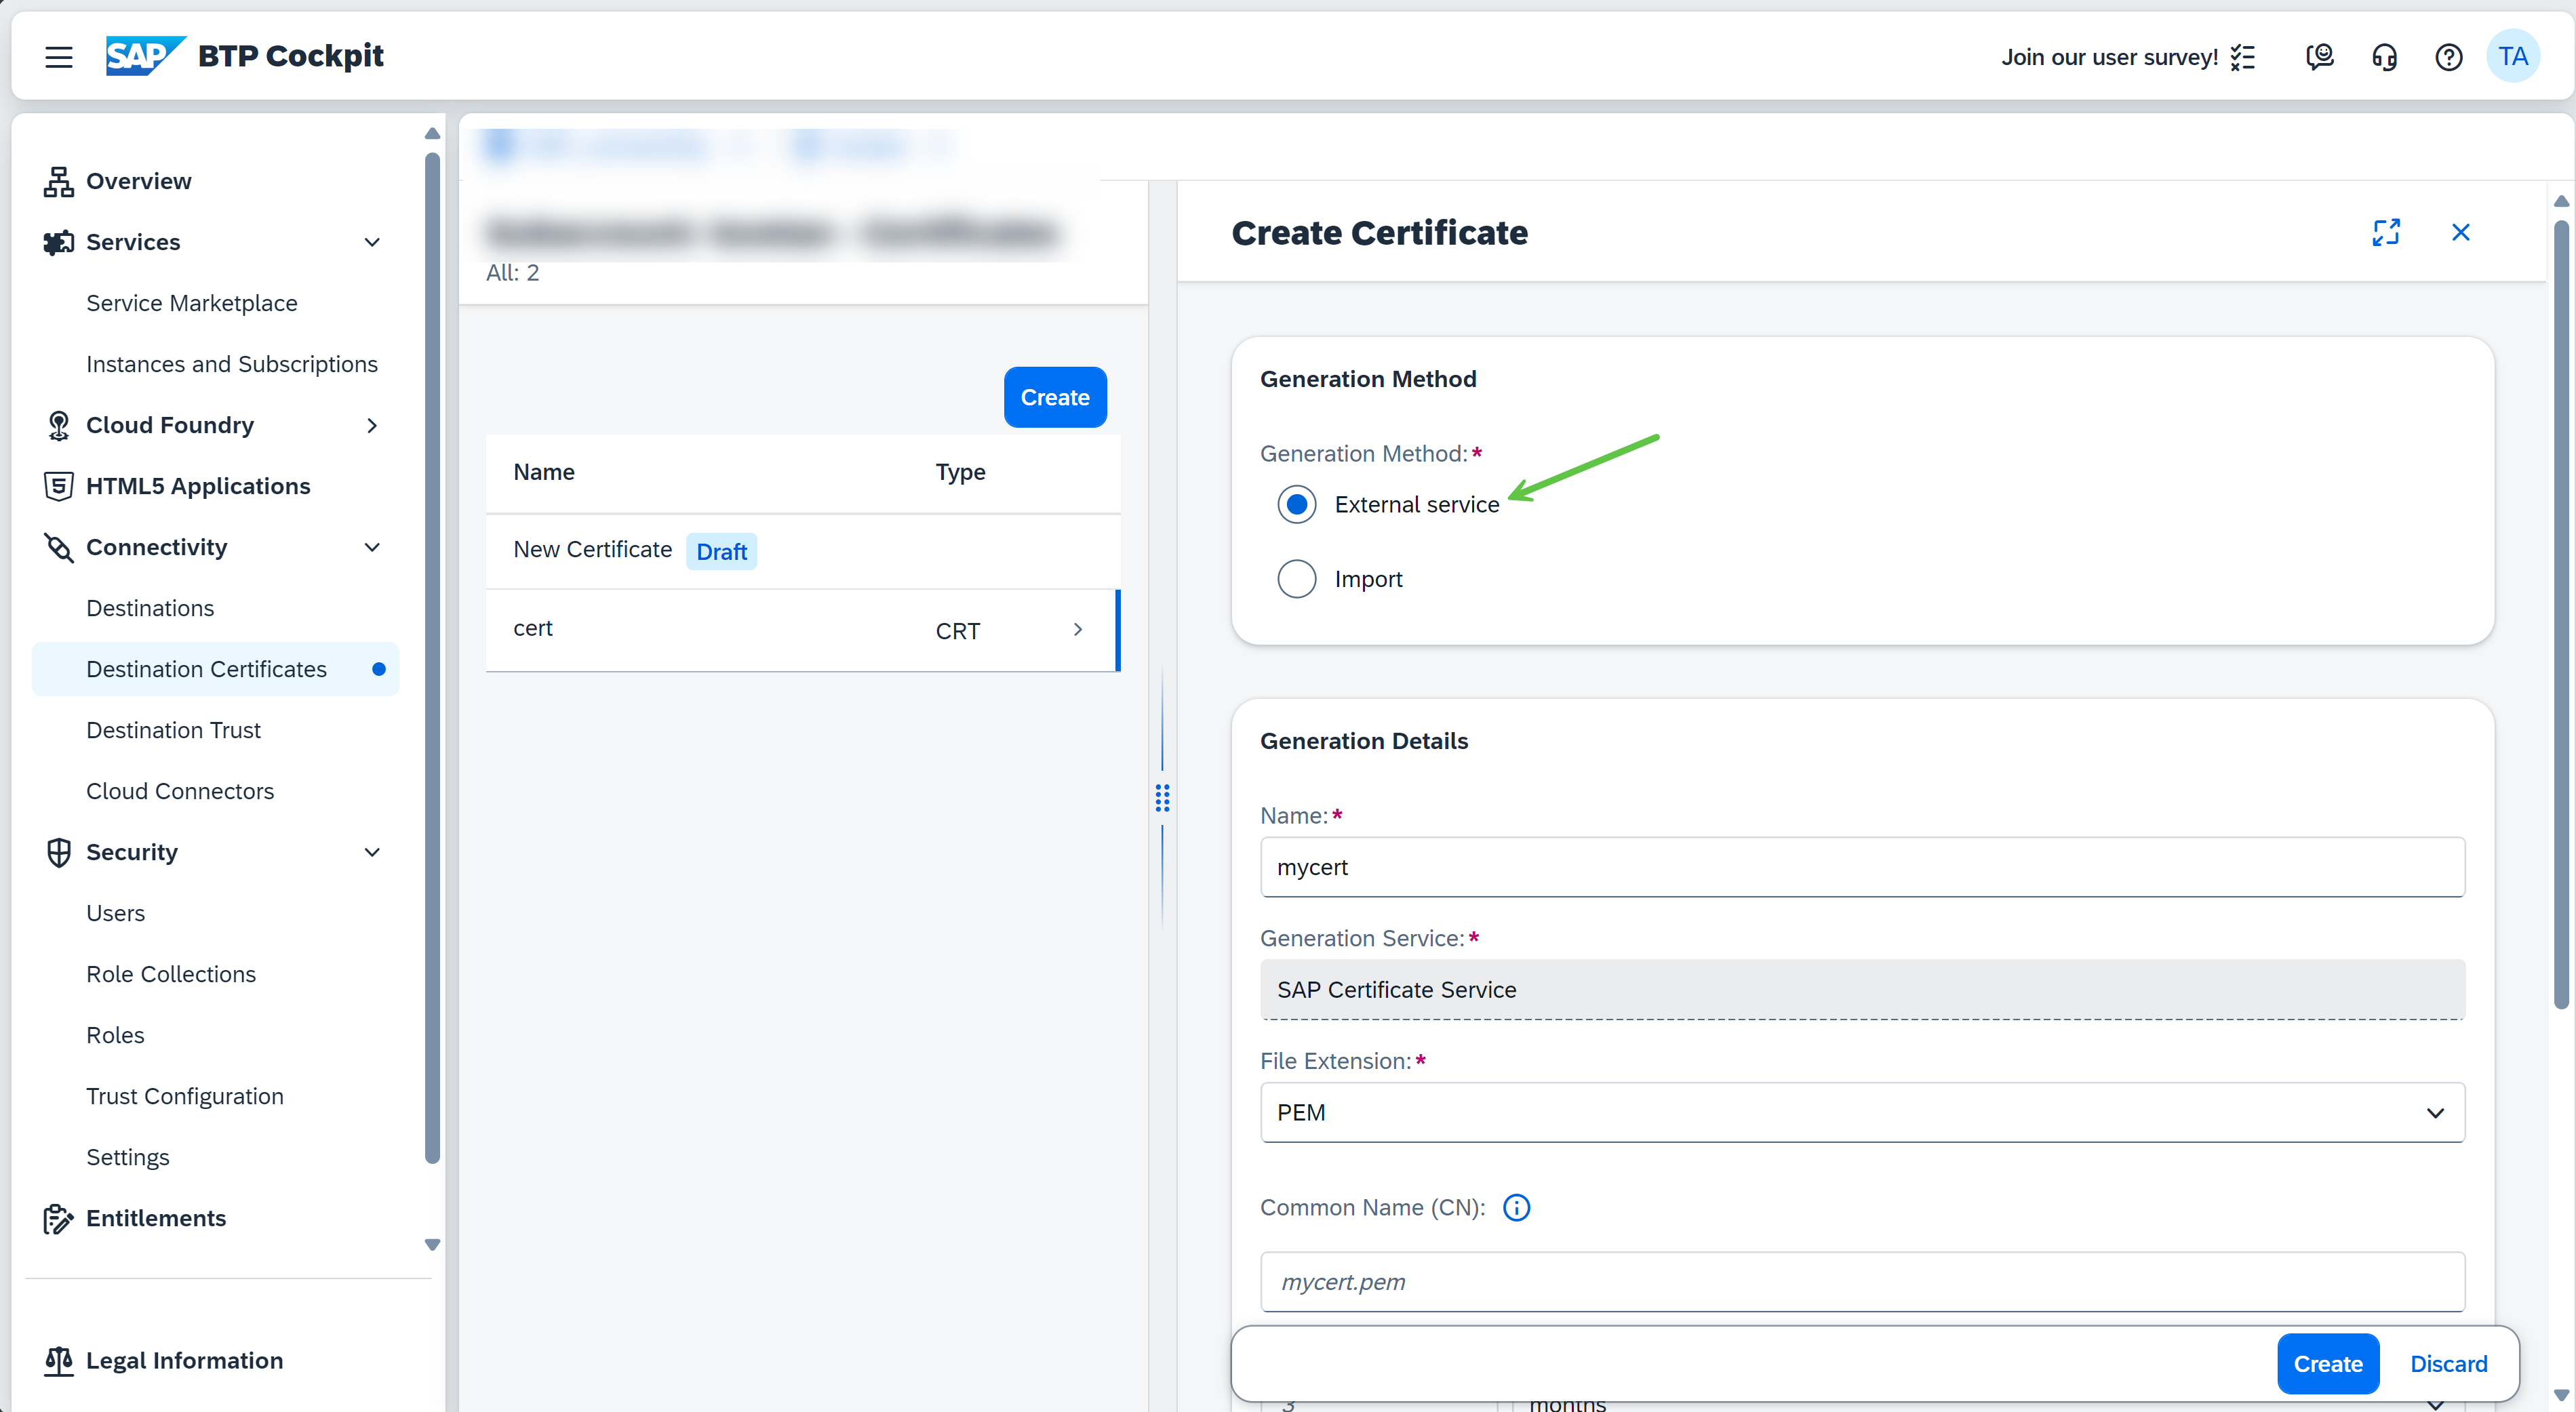 SAP BTP Cockpit
Join our user survey!
TA
Overview
Services
Service Marketplace
Instances and Subscriptions
Cloud Foundry
HTML5 Applications
Connectivity
Destinations
Destination Certificates
Destination Trust
Cloud Connectors
Security
Users
Role Collections
Roles
Trust Configuration
Settings
Entitlements
Legal Information
All: 2
Create
Name Type
New Certificate Draft
cert CRT
Create Certificate
Generation Method
Generation Method:*
External service
Import
Generation Details
Name:*
mycert
Generation Service:*
SAP Certificate Service
File Extension:*
PEM
Common Name (CN):
mycert.pem
Create Discard
3 months